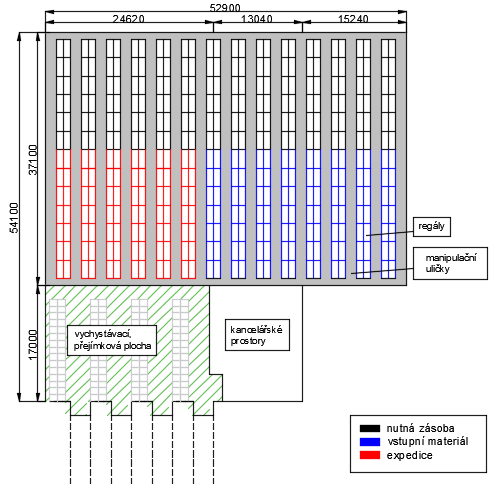 52900
24620
13040
15240
54100
37100
17000
regály
manipulační
uličky
vychystávací,
přejímková plocha
kancelářské
prostory
nutná zásoba
vstupní materiál
expedice